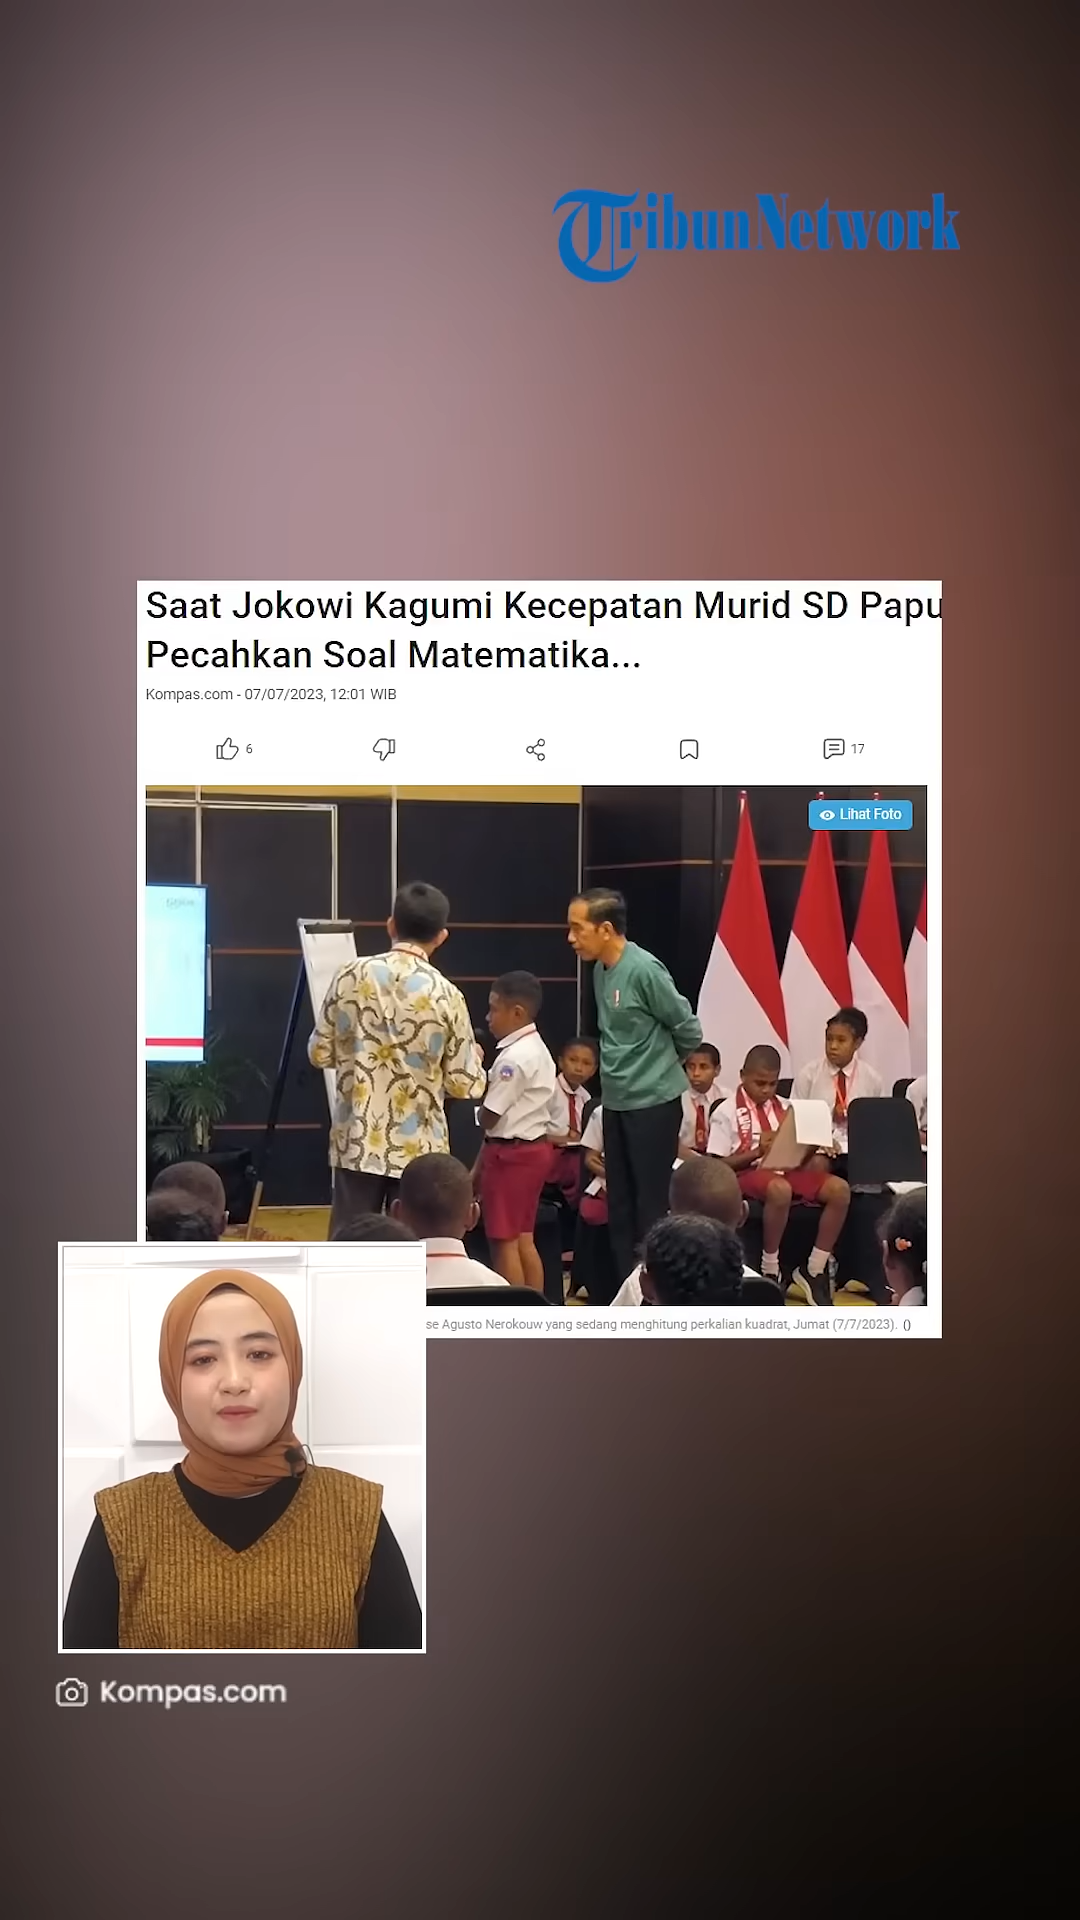 TribunNetwork
Saat Jokowi Kagumi Kecepatan Murid SD Papu
Pecahkan Soal Matematika...
Kompas.com - 07/07/2023, 12:01 WIB
6
17
Lihat Foto
se Agusto Nerokouw yang sedang menghitung perkalian kuadrat, Jumat (7/7/2023). ()
Kompas.com